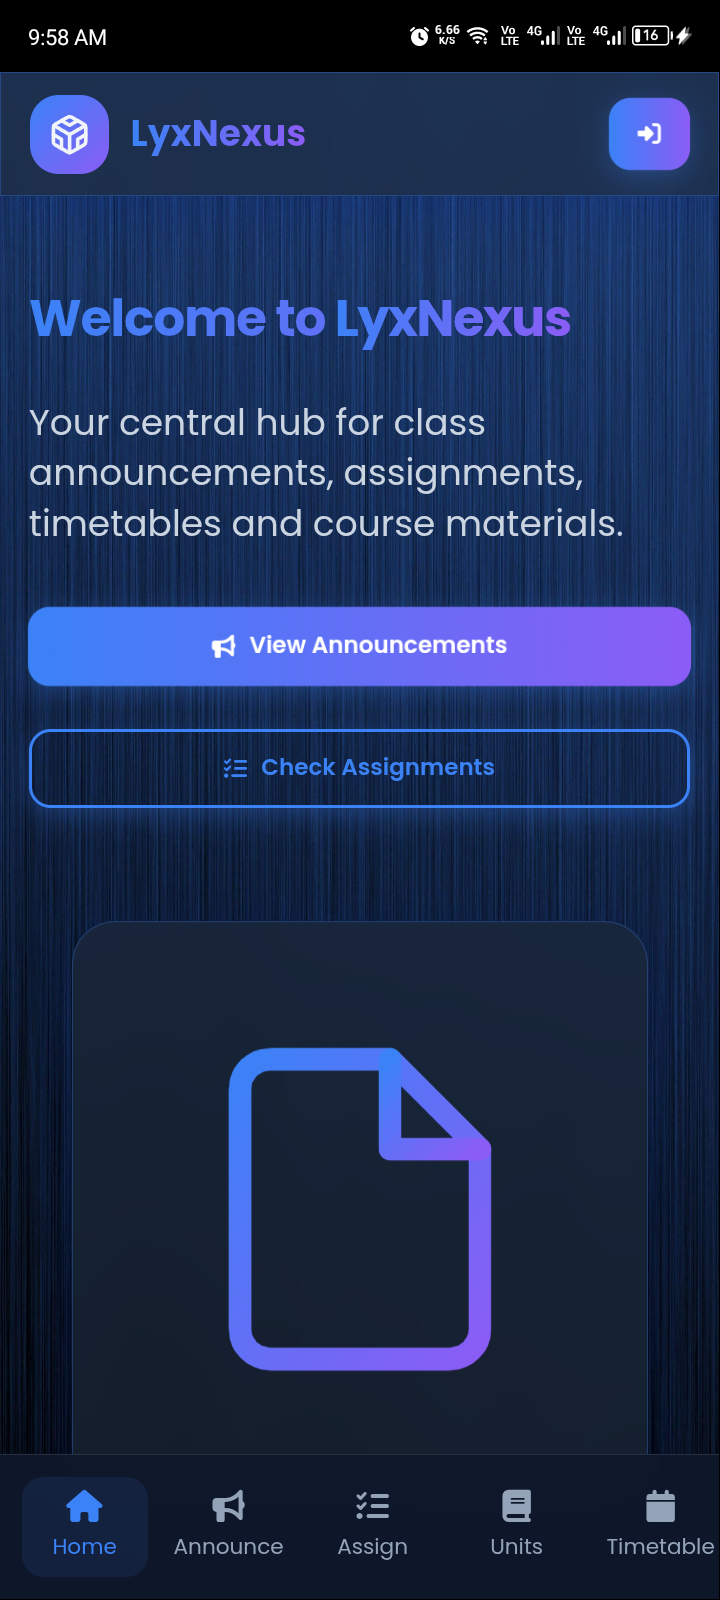 9:58 AM 6.66 K/S Vo LTE 4G Vo LTE 4G 16
LyxNexus
Welcome to LyxNexus
Your central hub for class
announcements, assignments,
timetables and course materials.
View Announcements
Check Assignments
Home Announce Assign Units Timetable